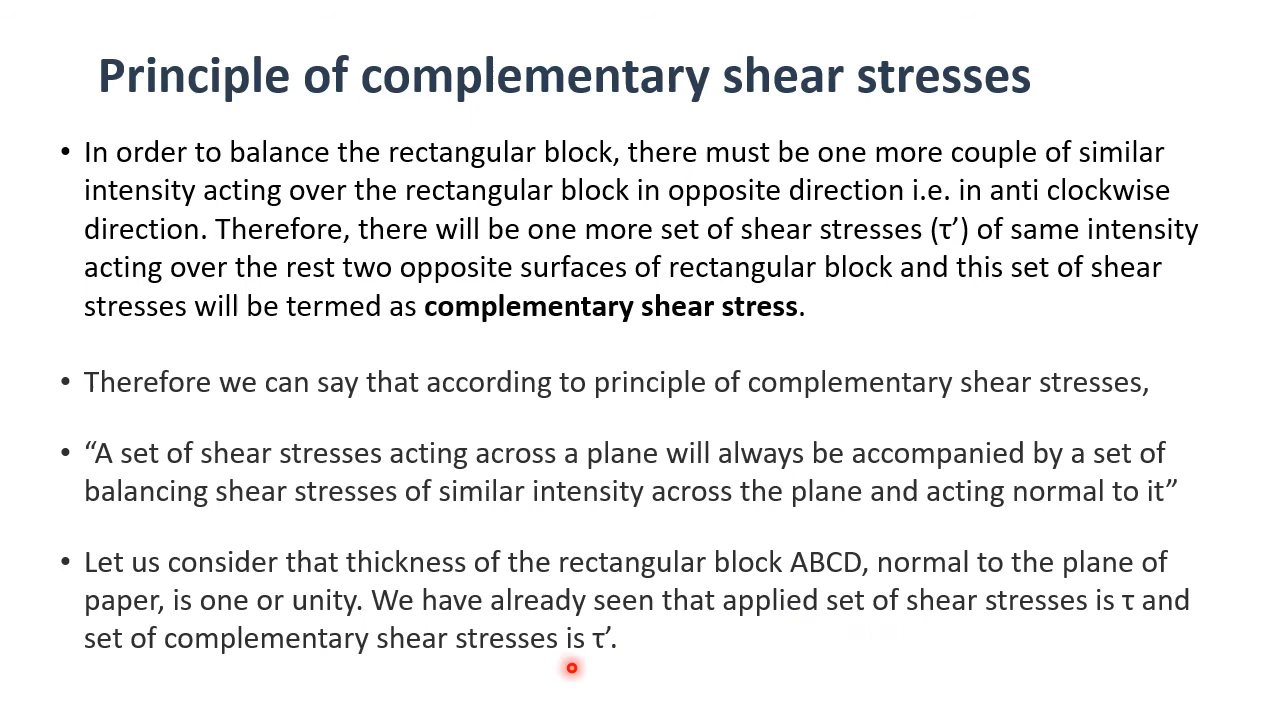 Principle of complementary shear stresses
• In order to balance the rectangular block, there must be one more couple of similar
intensity acting over the rectangular block in opposite direction i.e. in anti clockwise
direction. Therefore, there will be one more set of shear stresses (τ’) of same intensity
acting over the rest two opposite surfaces of rectangular block and this set of shear
stresses will be termed as complementary shear stress.
• Therefore we can say that according to principle of complementary shear stresses,
• “A set of shear stresses acting across a plane will always be accompanied by a set of
balancing shear stresses of similar intensity across the plane and acting normal to it”
• Let us consider that thickness of the rectangular block ABCD, normal to the plane of
paper, is one or unity. We have already seen that applied set of shear stresses is τ and
set of complementary shear stresses is τ’.